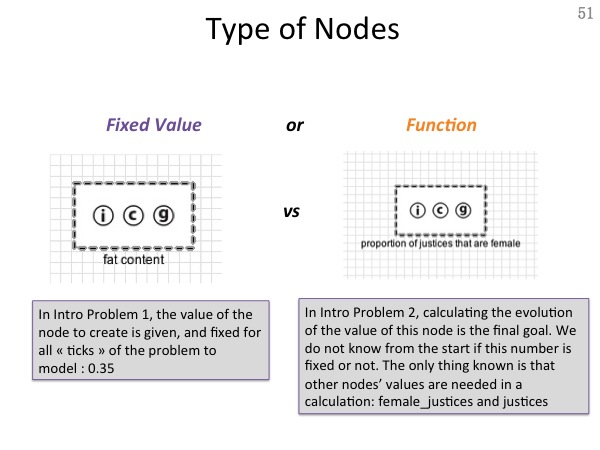 51
Type of Nodes
Fixed Value or Function
i c g
vs
i c g
fat content
proportion of justices that are female
In Intro Problem 1, the value of the
node to create is given, and fixed for
all « ticks » of the problem to
model : 0.35
In Intro Problem 2, calculating the evolution
of the value of this node is the final goal. We
do not know from the start if this number is
fixed or not. The only thing known is that
other nodes’ values are needed in a
calculation: female_justices and justices